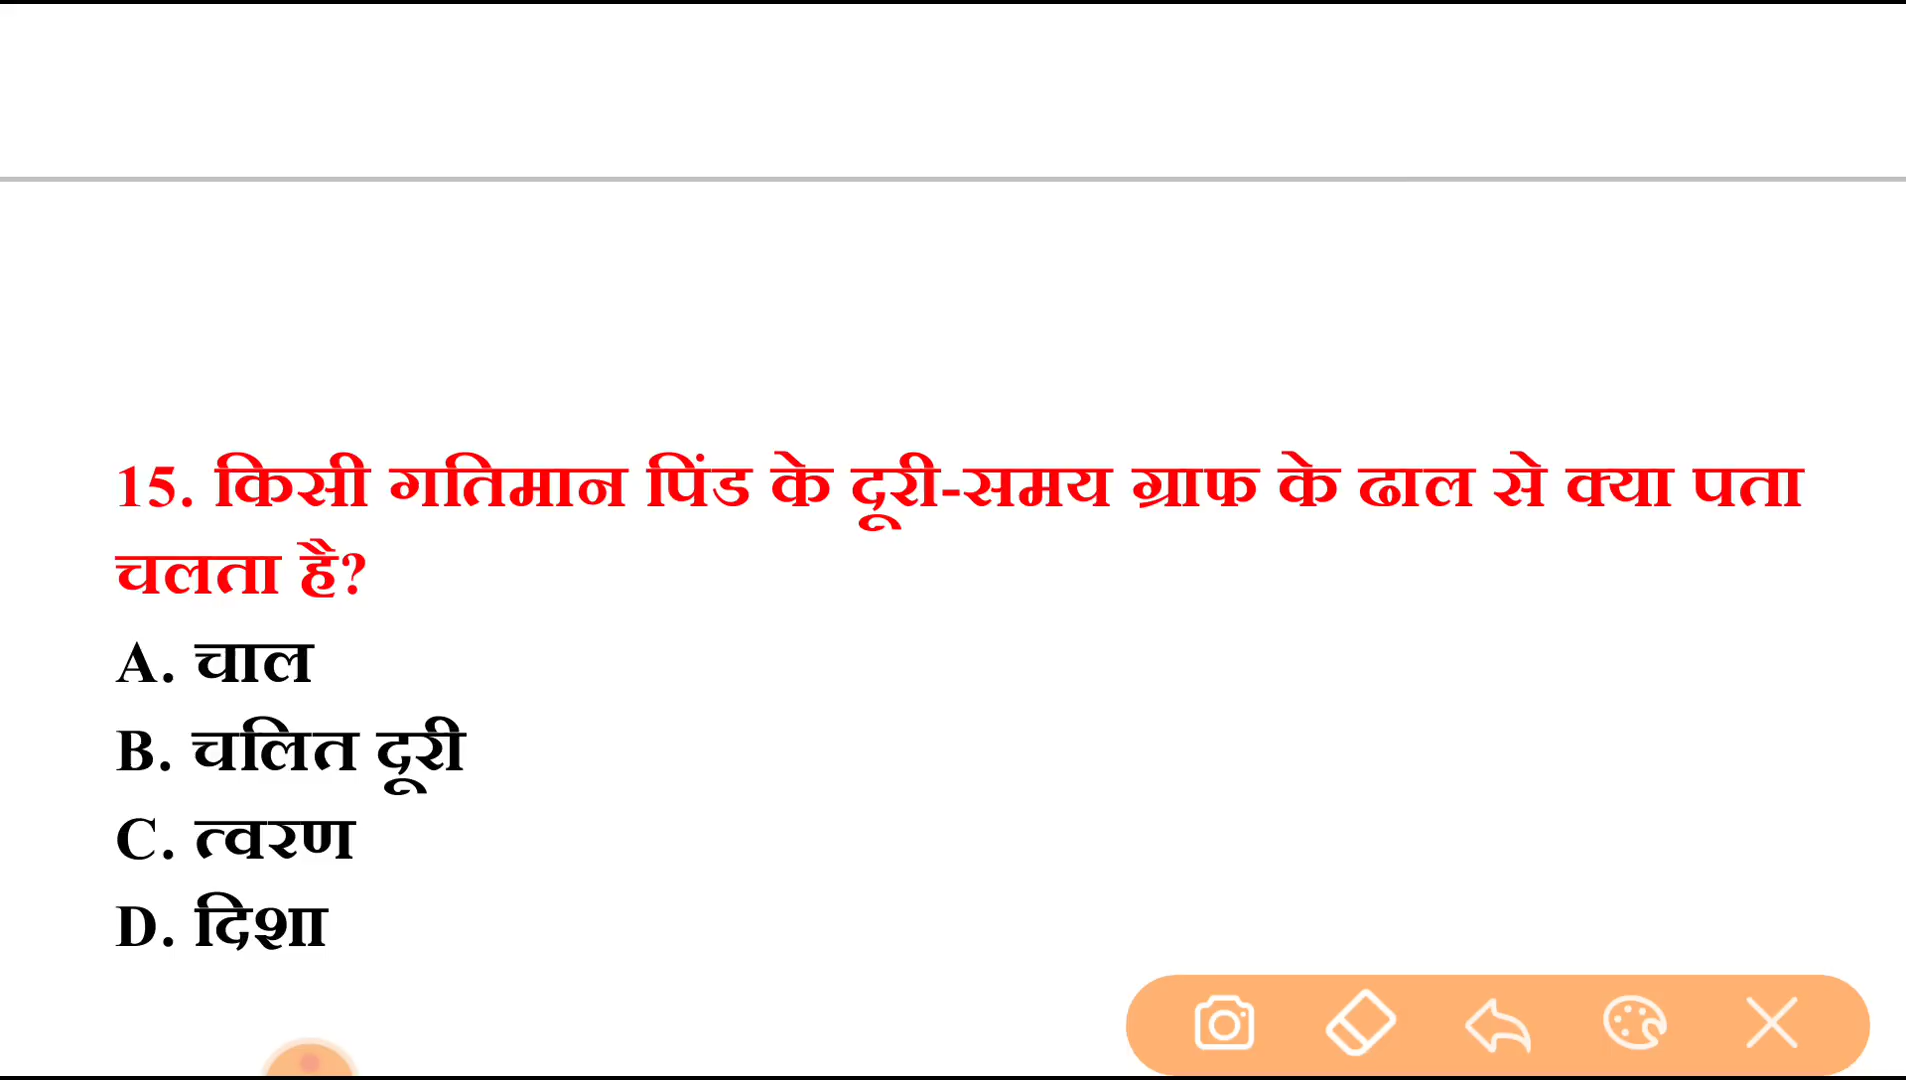 15. किसी गतिमान पिंड के दूरी-समय ग्राफ के ढाल से क्या पता
चलता है?
A. चाल
B. चलित दूरी
C. त्वरण
D. दिशा